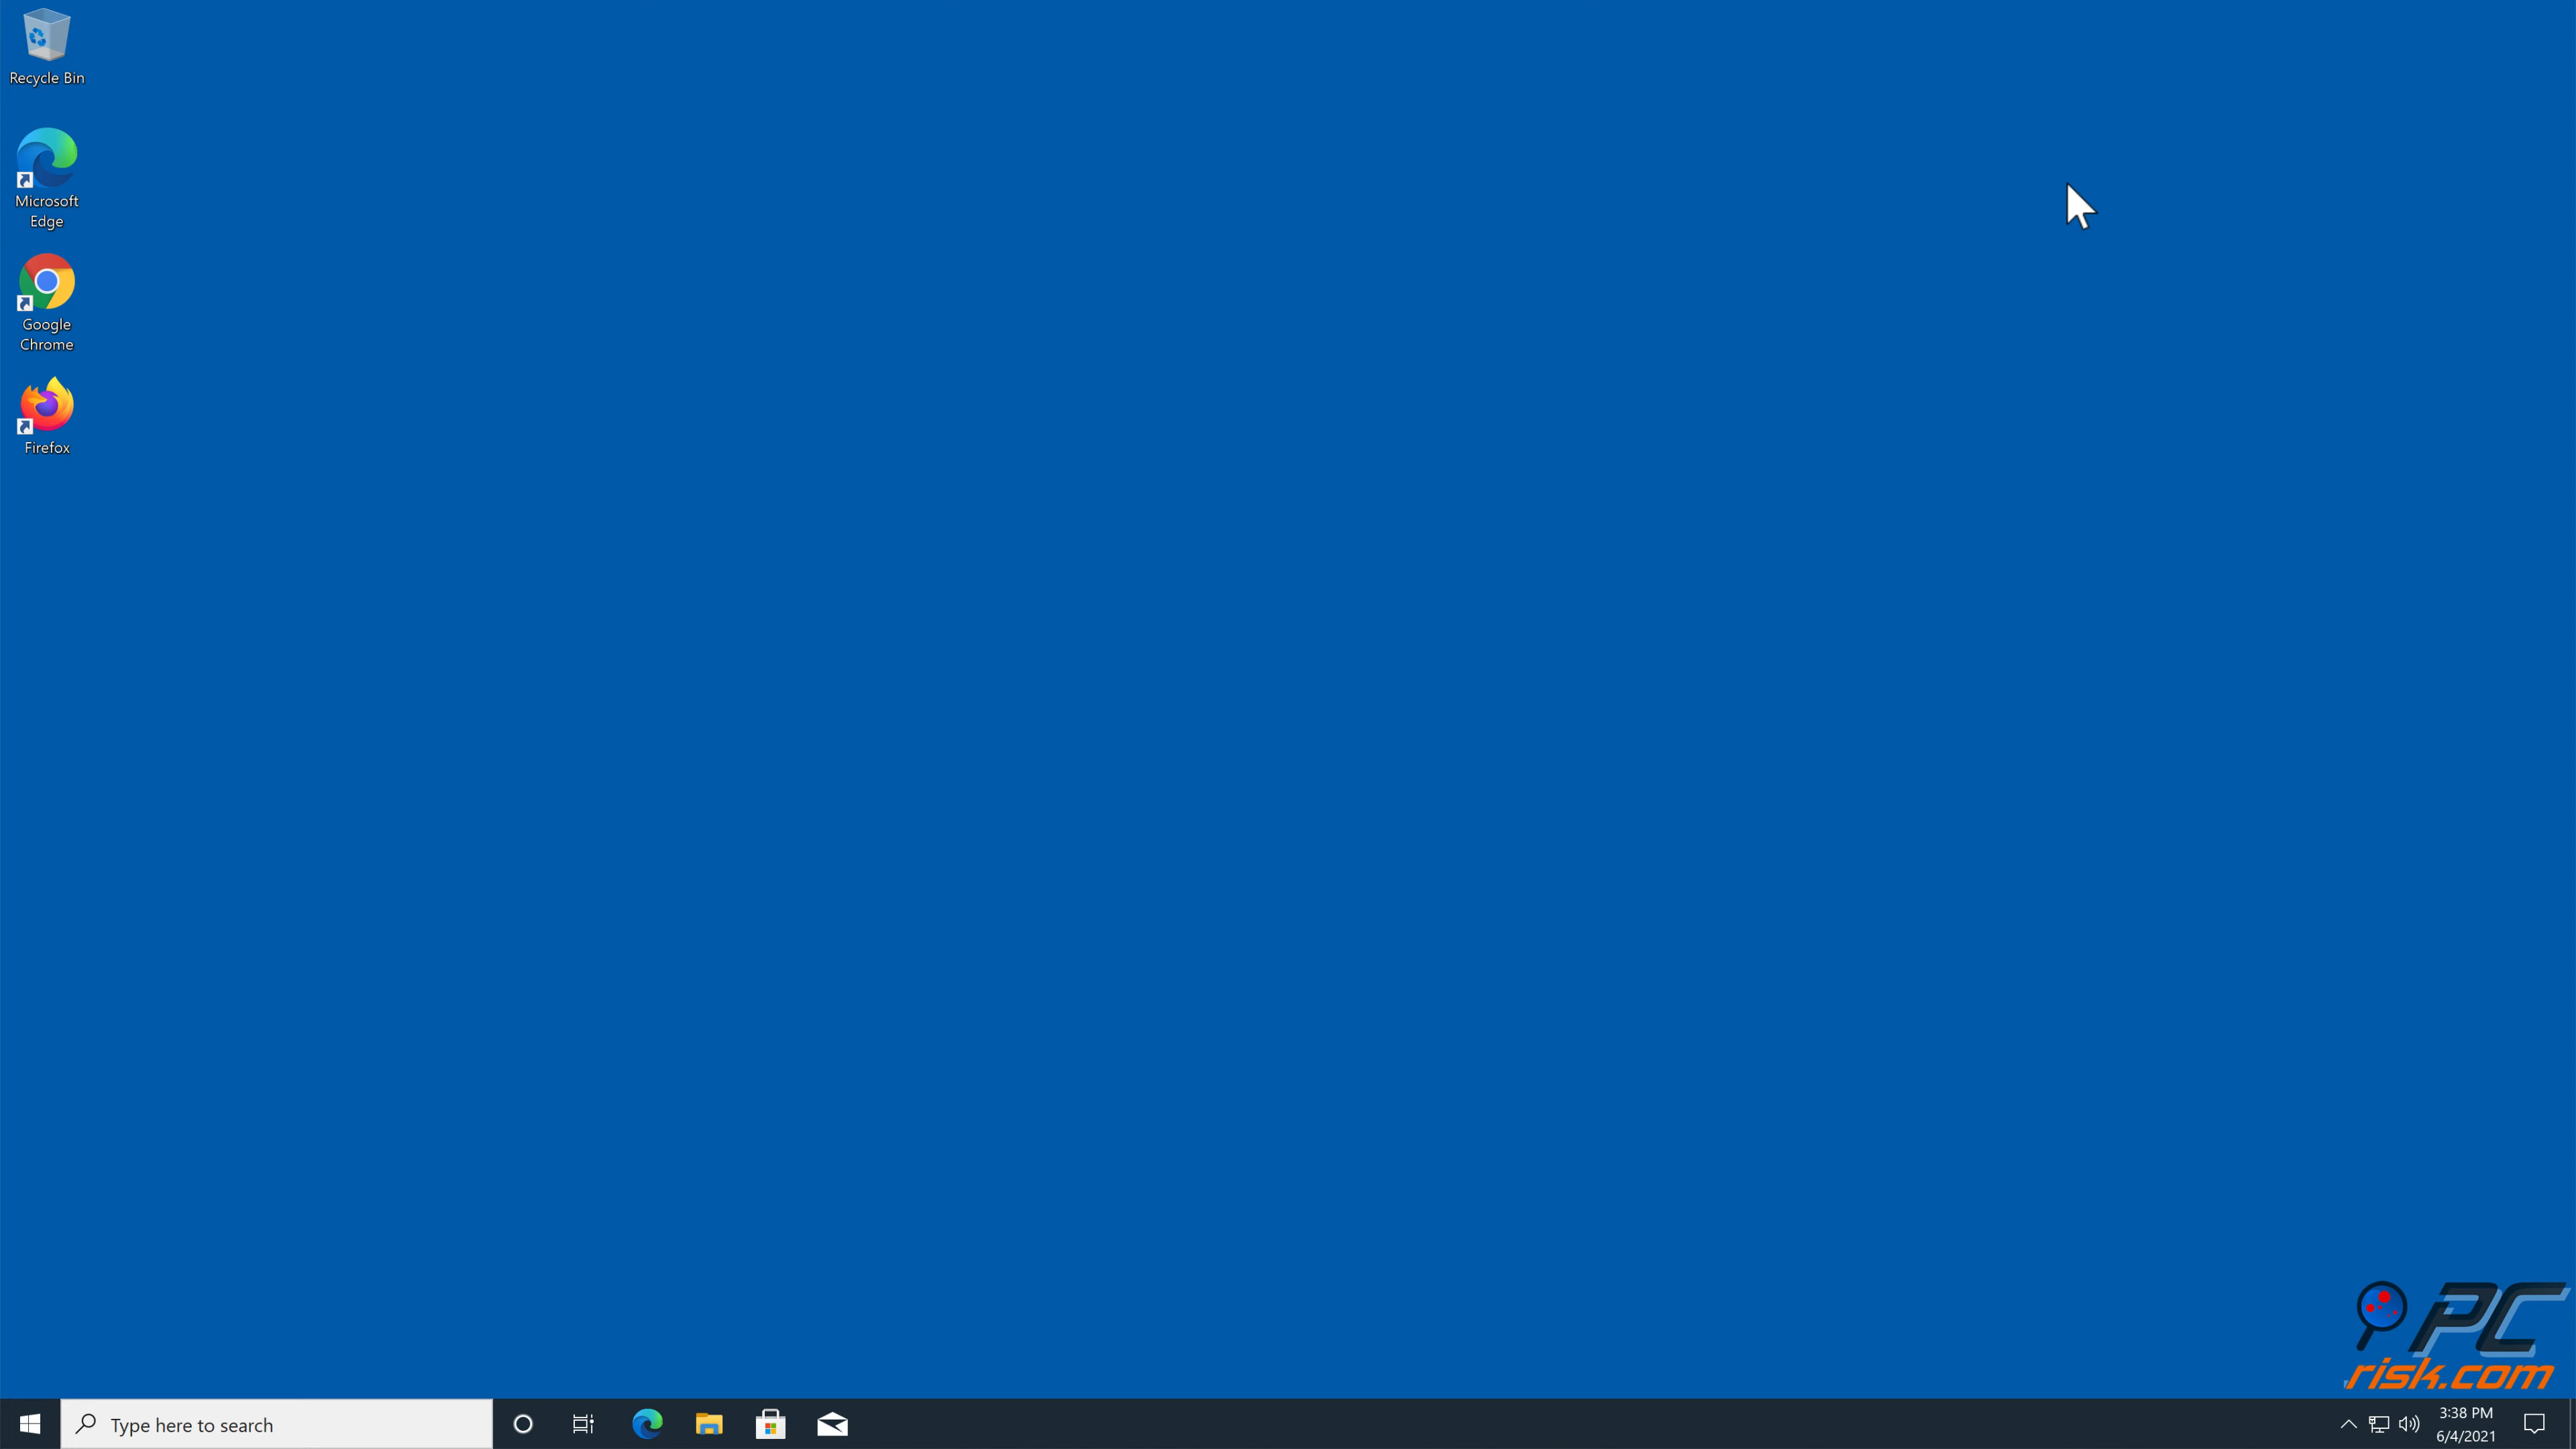 Recycle Bin
Microsoft
Edge
Google
Chrome
Firefox
PC
risk.com
Type here to search
3:38 PM
6/4/2021